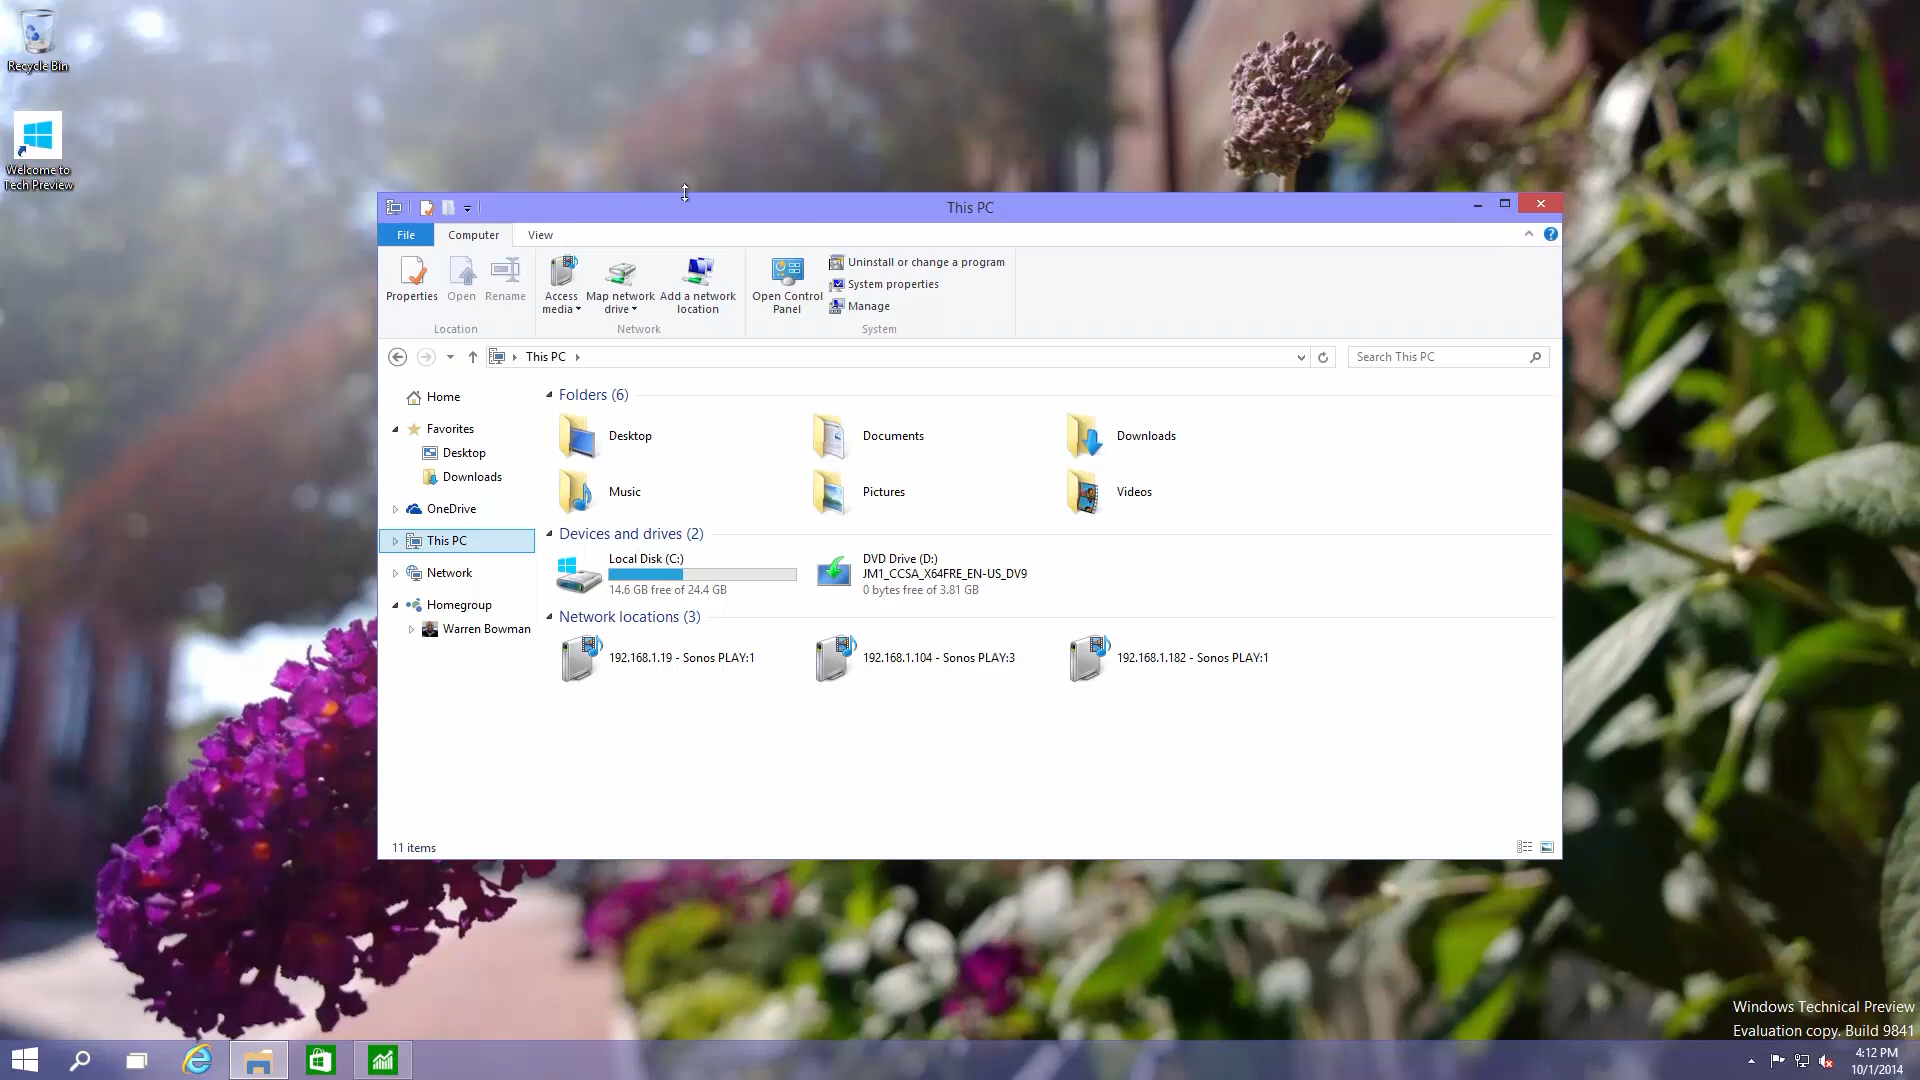 Recycle Bin
Welcome to
Tech Preview
This PC
File
Computer
View
Properties
Open
Rename
Location
Access
media
Map network
drive
Add a network
location
Network
Open Control
Panel
Uninstall or change a program
System properties
Manage
System
This PC
Search This PC
Home
Favorites
Desktop
Downloads
OneDrive
This PC
Network
Homegroup
Warren Bowman
Folders (6)
Desktop
Documents
Downloads
Music
Pictures
Videos
Devices and drives (2)
Local Disk (C:)
14.6 GB free of 24.4 GB
DVD Drive (D:)
JM1_CCSA_X64FRE_EN-US_DV9
0 bytes free of 3.81 GB
Network locations (3)
192.168.1.19 - Sonos PLAY:1
192.168.1.104 - Sonos PLAY:3
192.168.1.182 - Sonos PLAY:1
11 items
Windows Technical Preview
Evaluation copy. Build 9841
4:12 PM
10/1/2014